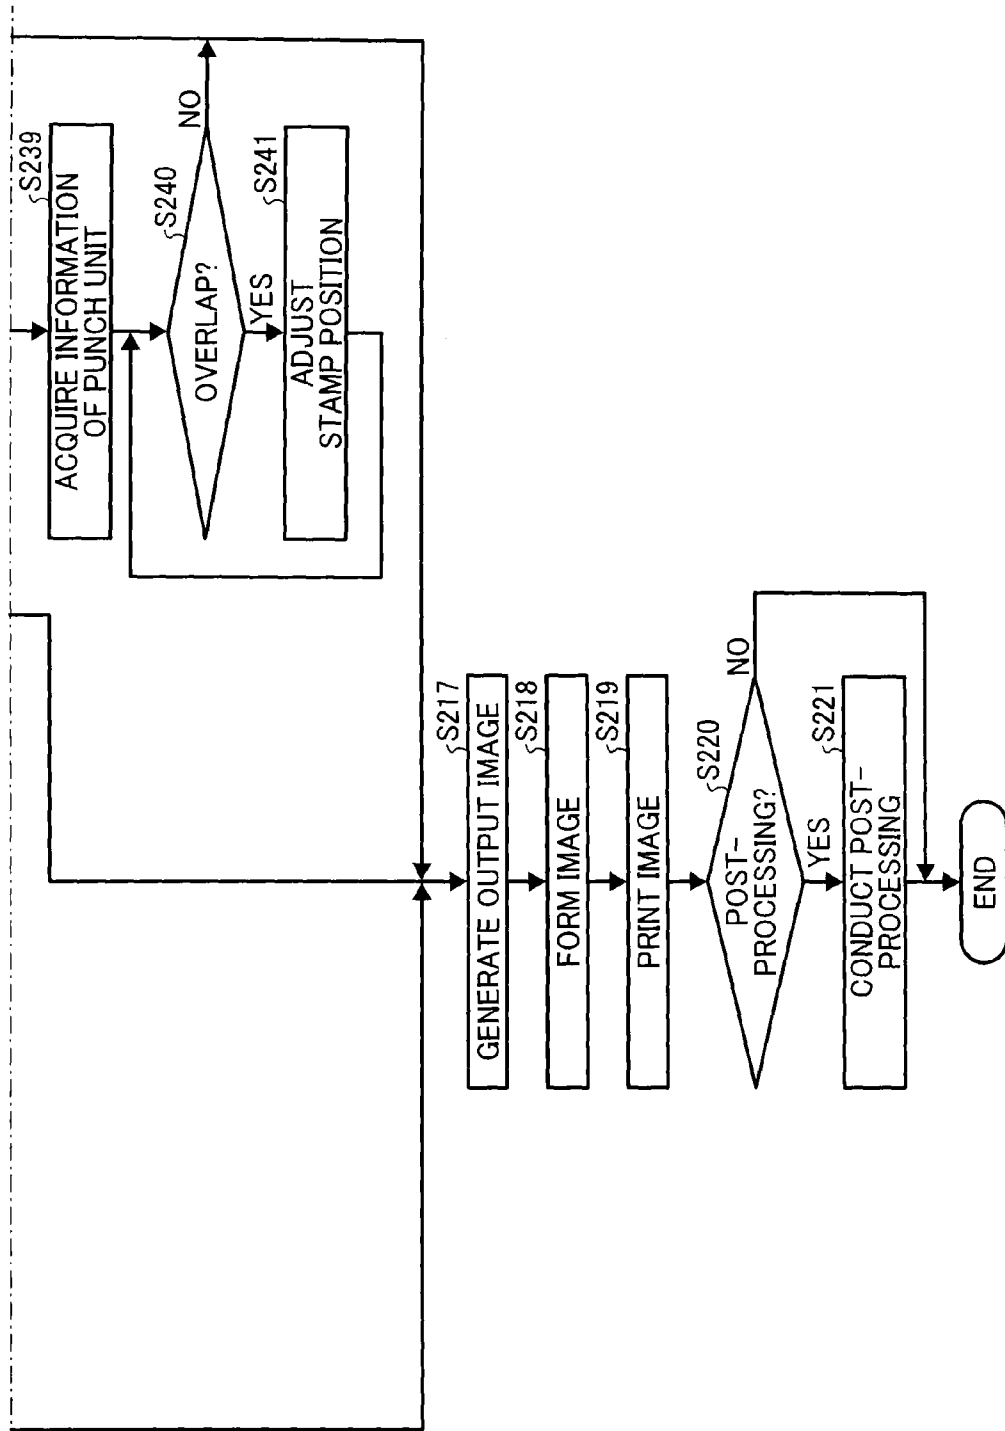 S239
ACQUIRE INFORMATION
OF PUNCH UNIT
S240
OVERLAP?
NO
YES
S241
ADJUST
STAMP POSITION
S217
GENERATE OUTPUT IMAGE
S218
FORM IMAGE
S219
PRINT IMAGE
S220
POST-
PROCESSING?
NO
YES
S221
CONDUCT POST-
PROCESSING
END